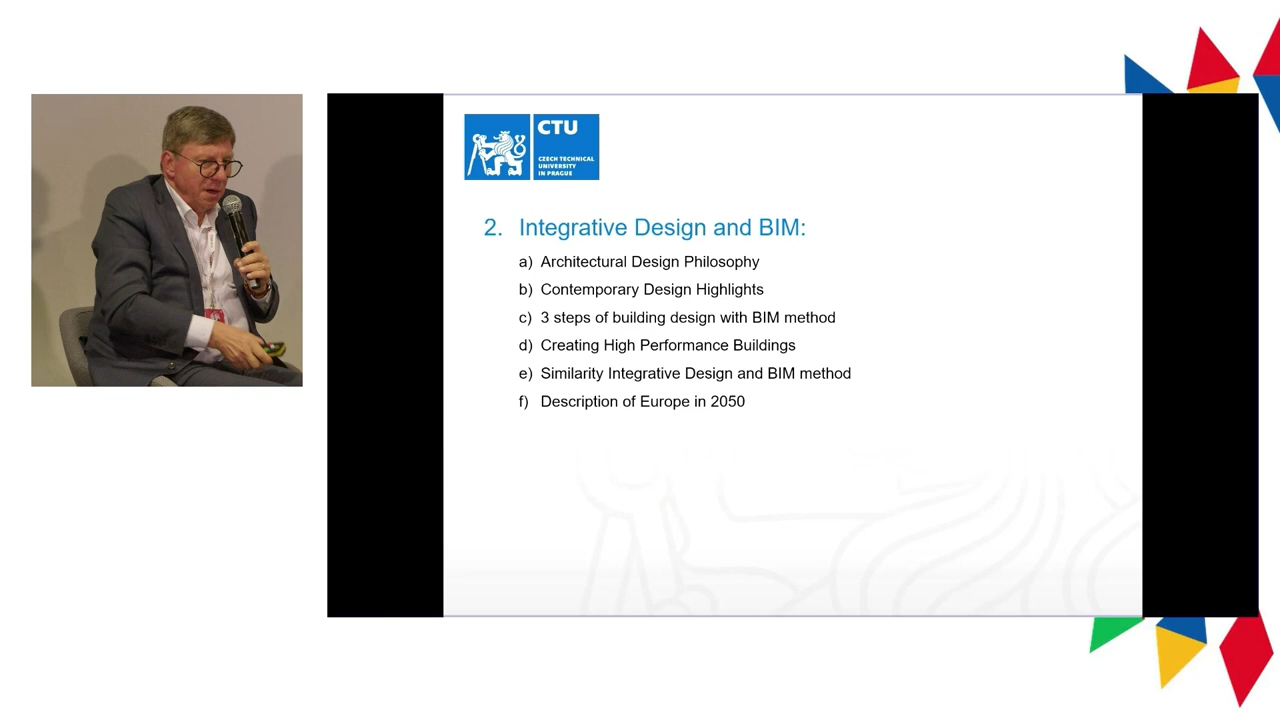 CTU
CZECH TECHNICAL
UNIVERSITY
IN PRAGUE
2. Integrative Design and BIM:
a) Architectural Design Philosophy
b) Contemporary Design Highlights
c) 3 steps of building design with BIM method
d) Creating High Performance Buildings
e) Similarity Integrative Design and BIM method
f) Description of Europe in 2050